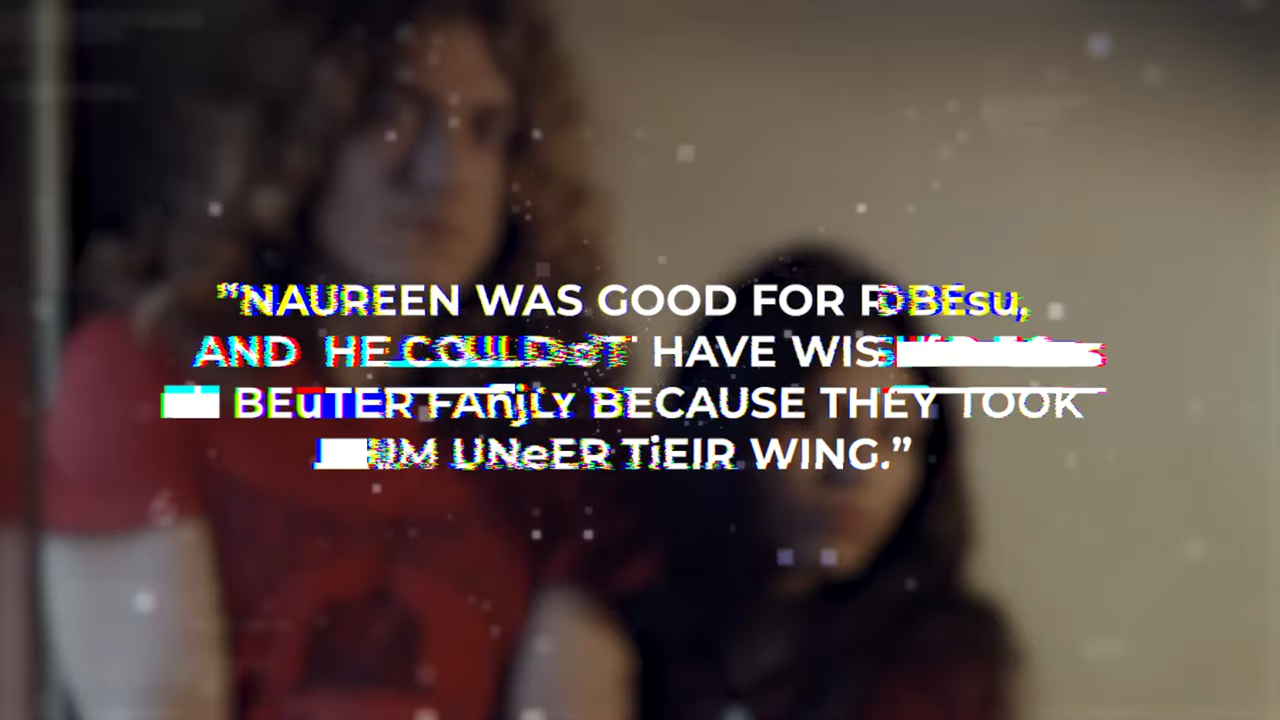 “NAUREEN WAS GOOD FOR
AND HE HAVE
BEuTER FAnjLY BECAUSE THEY TOOK
UNeER TiEIR WING.”